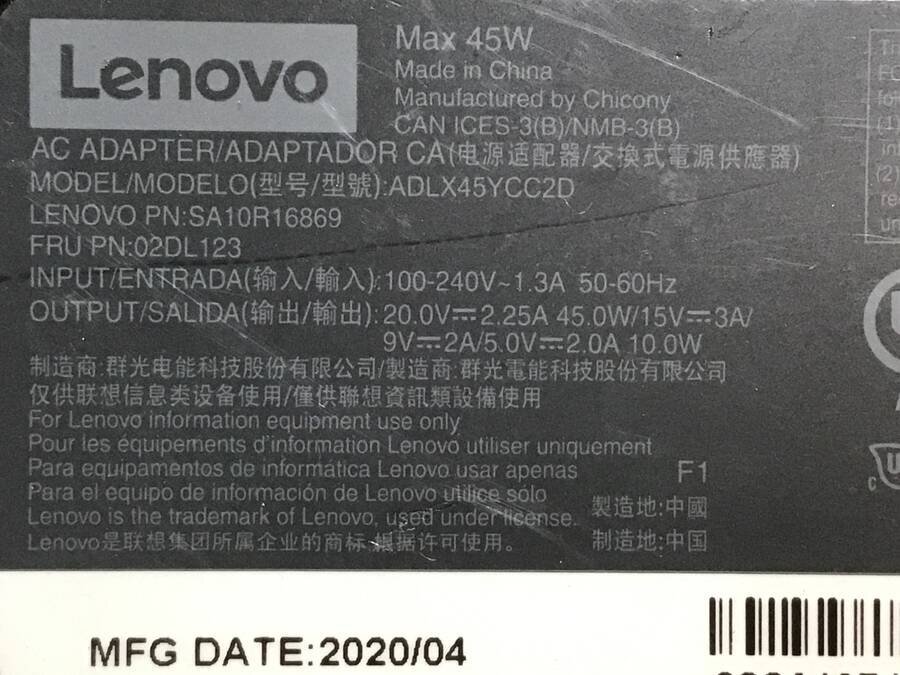 Lenovo
Max 45W
Made in China
Manufactured by Chicony
CAN ICES-3(B)/NMB-3(B)
AC ADAPTER/ADAPTADOR CA(电源适配器/交換式電源供應器)
MODEL/MODELO(型号/型號):ADLX45YCC2D
LENOVO PN:SA10R16869
FRU PN:02DL123
INPUT/ENTRADA(输入/輸入):100-240V~1.3A 50-60Hz
OUTPUT/SALIDA(输出/輸出):20.0V⎓2.25A 45.0W/15V⎓3A/
9V⎓2A/5.0V⎓2.0A 10.0W
制造商:群光电能科技股份有限公司/製造商:群光電能科技股份有限公司
仅供联想信息类设备使用/僅供聯想資訊類設備使用
For Lenovo information equipment use only
Pour les équipements d'information Lenovo utiliser uniquement
Para equipamentos de informática Lenovo usar apenas
Para el equipo de información de Lenovo utilice sólo
Lenovo is the trademark of Lenovo, used under license.
Lenovo是联想集团所属企业的商标,根据许可使用。
F1
製造地:中國
制造地:中国
MFG DATE:2020/04